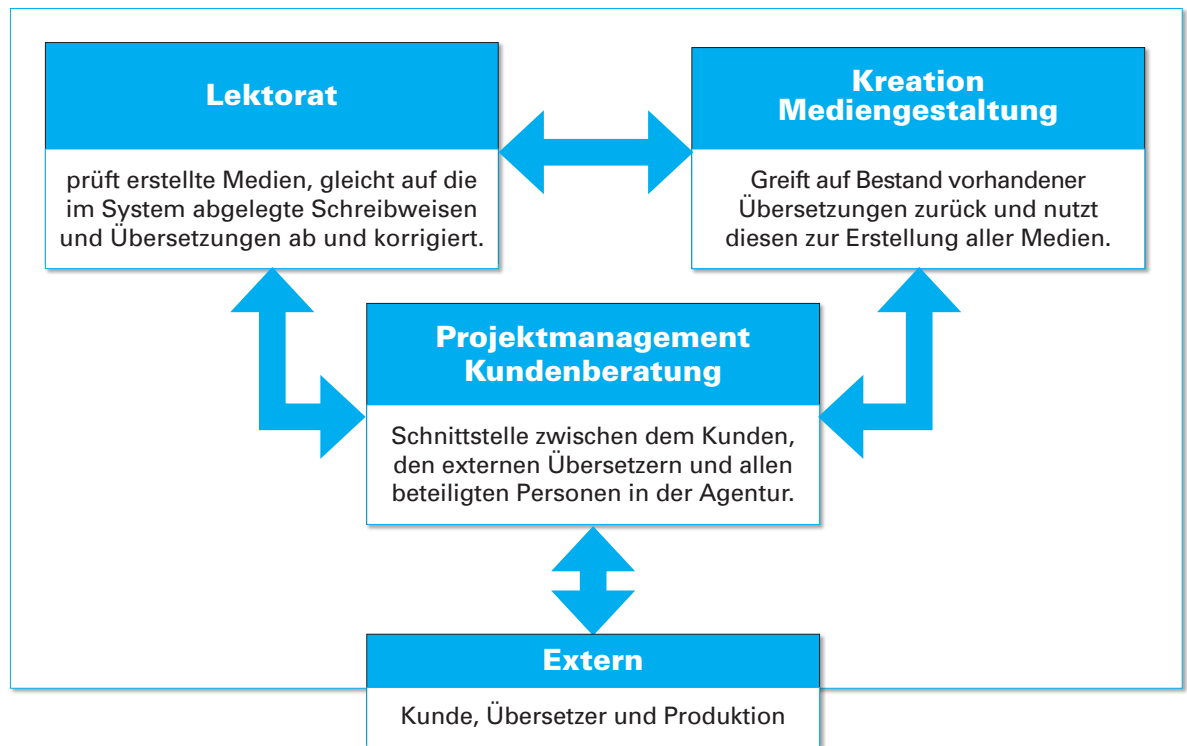 Lektorat
prüft erstellte Medien, gleicht auf die
im System abgelegte Schreibweisen
und Übersetzungen ab und korrigiert.
Kreation
Mediengestaltung
Greift auf Bestand vorhandener
Übersetzungen zurück und nutzt
diesen zur Erstellung aller Medien.
Projektmanagement
Kundenberatung
Schnittstelle zwischen dem Kunden,
den externen Übersetzern und allen
beteiligten Personen in der Agentur.
Extern
Kunde, Übersetzer und Produktion